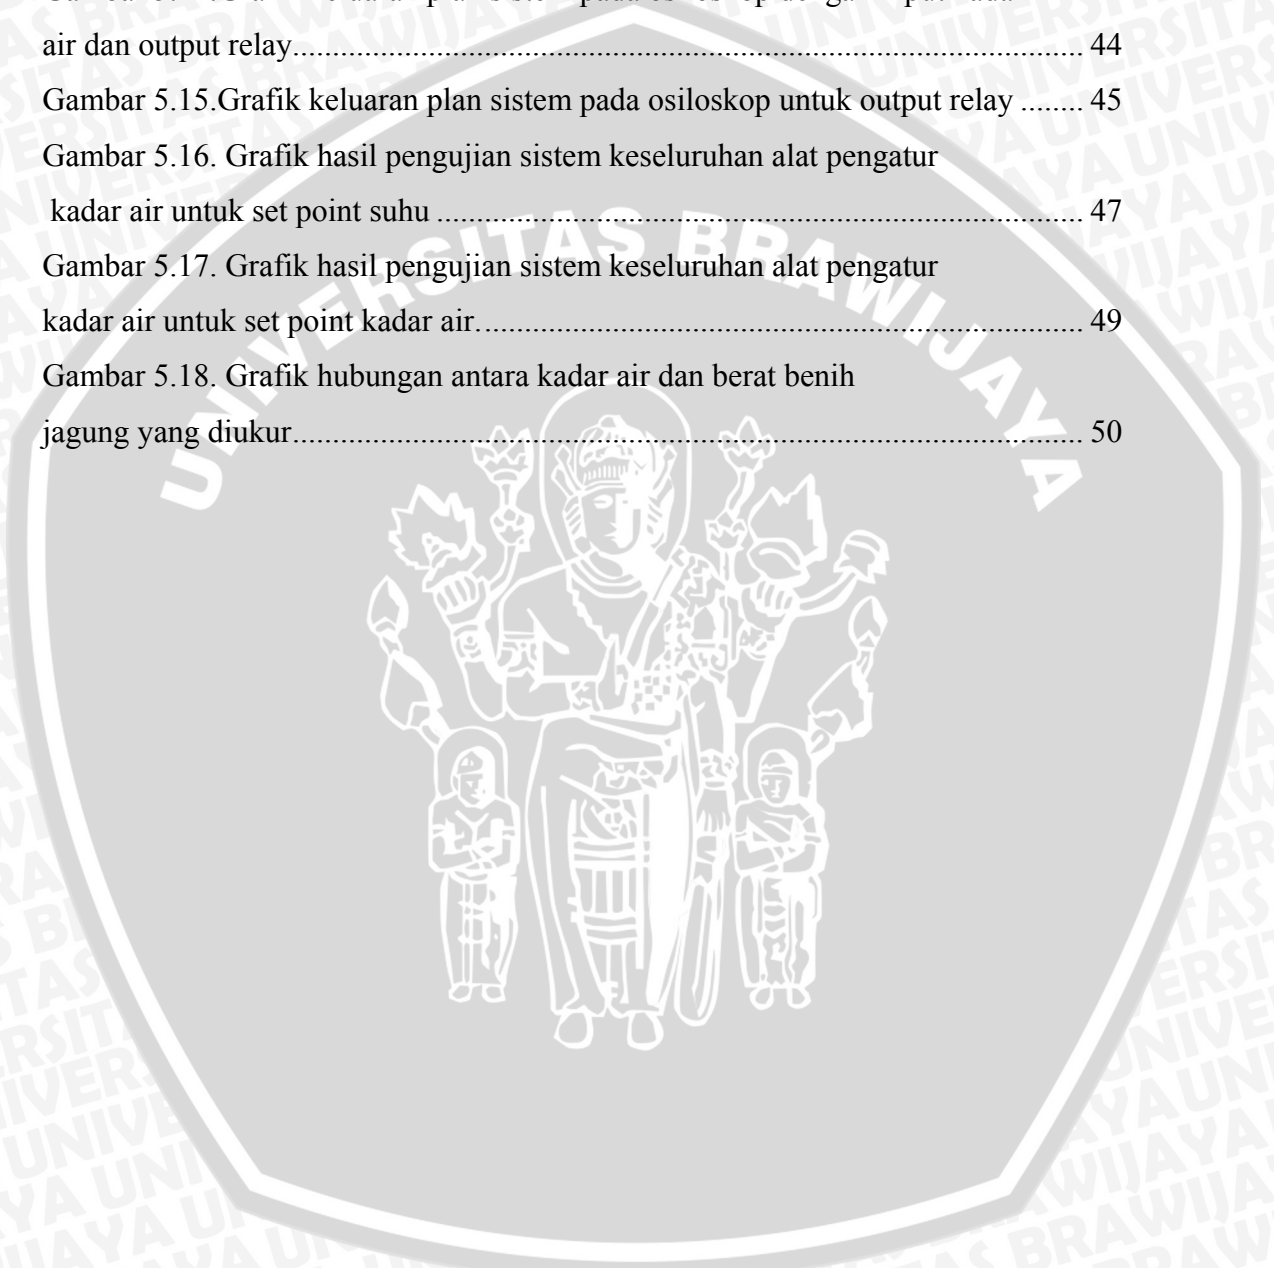 air dan output relay.................................................................................................. 44
Gambar 5.15.Grafik keluaran plan sistem pada osiloskop untuk output relay ........ 45
Gambar 5.16. Grafik hasil pengujian sistem keseluruhan alat pengatur
kadar air untuk set point suhu ................................................................................. 47
Gambar 5.17. Grafik hasil pengujian sistem keseluruhan alat pengatur
kadar air untuk set point kadar air............................................................................ 49
Gambar 5.18. Grafik hubungan antara kadar air dan berat benih
jagung yang diukur.................................................................................................. 50
UNIVERSITAS BRAWIJAYA